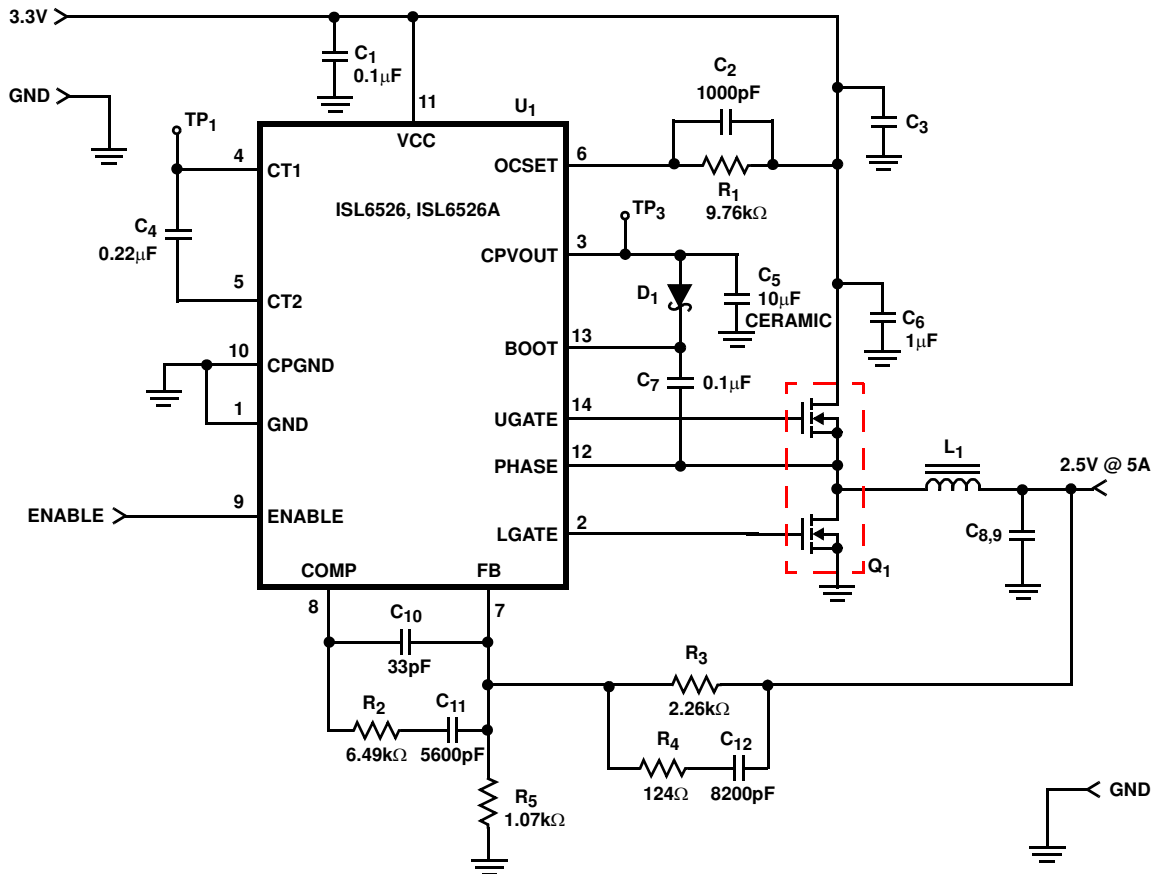 3.3V
GND
C1
0.1µF
TP1
C4
0.22µF
ENABLE
4
5
10
1
9
11
VCC
U1
CT1
CT2
CPGND
GND
ENABLE
ISL6526, ISL6526A
OCSET
CPVOUT
BOOT
UGATE
PHASE
LGATE
COMP
FB
6
3
13
14
12
2
8
7
C2
1000pF
R1
9.76kΩ
C3
TP3
D1
C5
10µF
CERAMIC
C6
1µF
C7
0.1µF
L1
2.5V @ 5A
C8,9
Q1
C10
33pF
R2
6.49kΩ
C11
5600pF
R3
2.26kΩ
R4
124Ω
C12
8200pF
R5
1.07kΩ
GND